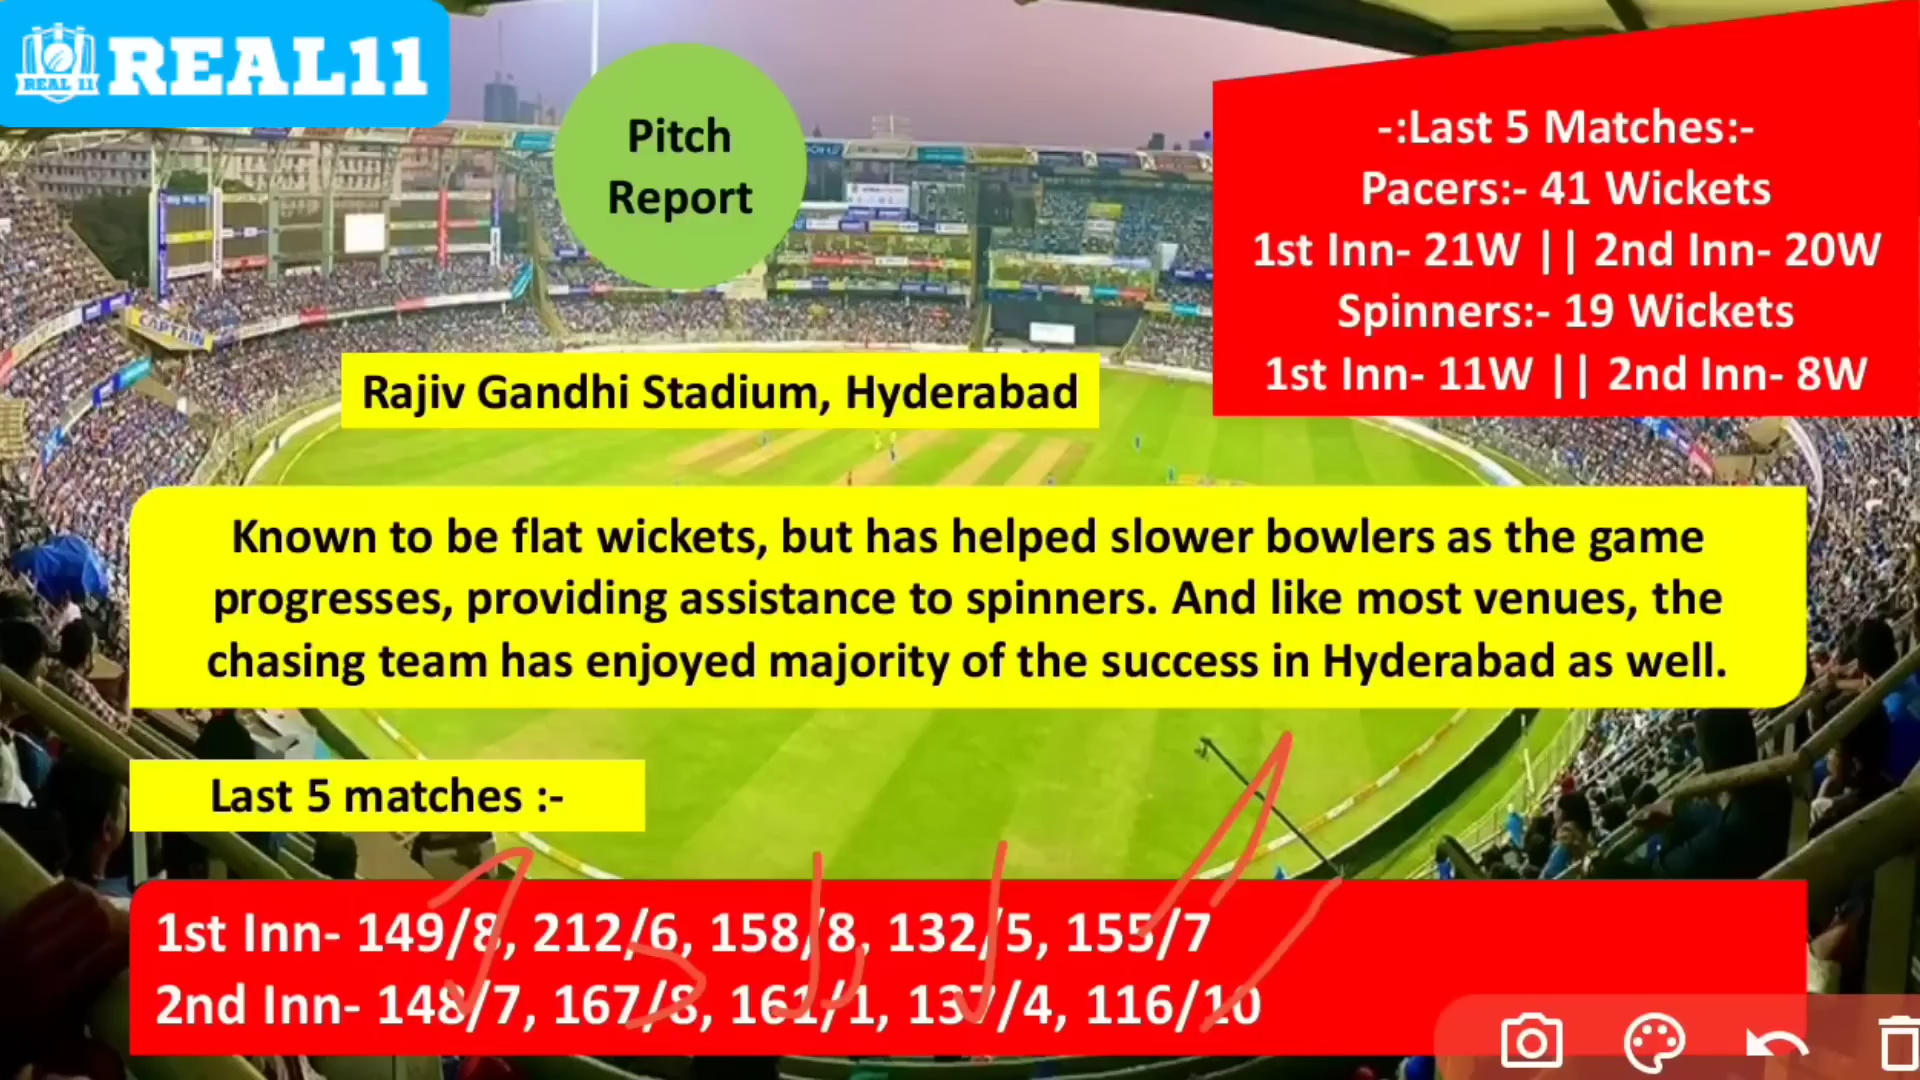 REAL 11
REAL11
Pitch
Report
-:Last 5 Matches:-
Pacers:- 41 Wickets
1st Inn- 21W || 2nd Inn- 20W
Spinners:- 19 Wickets
1st Inn- 11W || 2nd Inn- 8W
CAPTAIN
Rajiv Gandhi Stadium, Hyderabad
Known to be flat wickets, but has helped slower bowlers as the game
progresses, providing assistance to spinners. And like most venues, the
chasing team has enjoyed majority of the success in Hyderabad as well.
Last 5 matches :-
1st Inn- 149/8, 212/6, 158/8, 132/5, 155/7
2nd Inn- 148/7, 167/8, 161/1, 137/4, 116/10